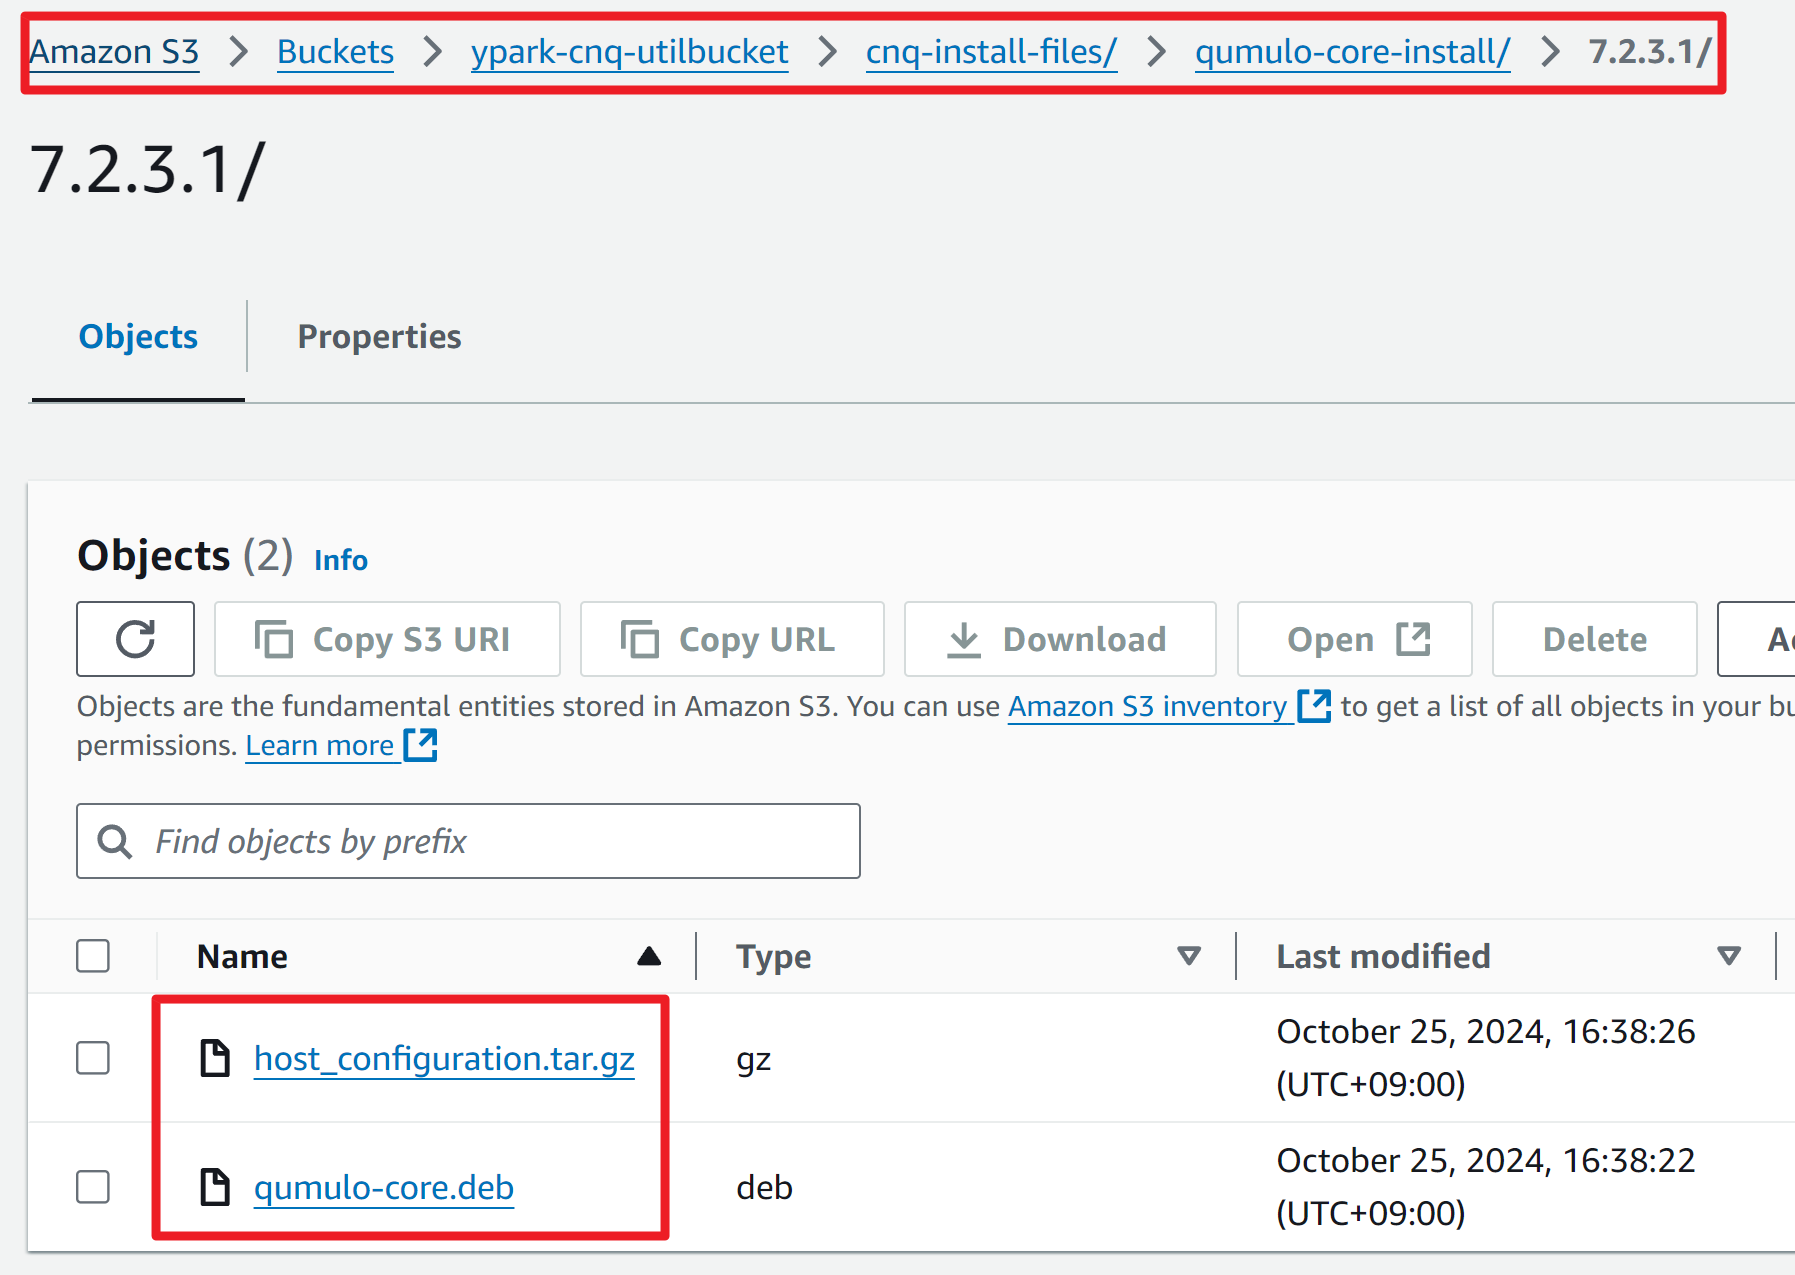 Amazon S3 > Buckets > ypark-cnq-utilbucket > cnq-install-files/ > qumulo-core-install/ > 7.2.3.1/
7.2.3.1/
Objects Properties
Objects (2) Info
Copy S3 URI Copy URL Download Open Delete
Objects are the fundamental entities stored in Amazon S3. You can use Amazon S3 inventory to get a list of all objects in your
permissions. Learn more
Find objects by prefix
Name Type Last modified
host_configuration.tar.gz gz October 25, 2024, 16:38:26
(UTC+09:00)
qumulo-core.deb deb October 25, 2024, 16:38:22
(UTC+09:00)